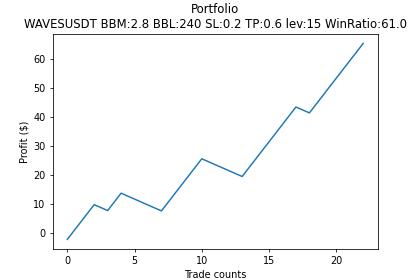 Portfolio
WAVESUSDT BBM:2.8 BBL:240 SL:0.2 TP:0.6 lev:15 WinRatio:61.0
Profit ($)
60
50
40
30
20
10
0
0 5 10 15 20
Trade counts